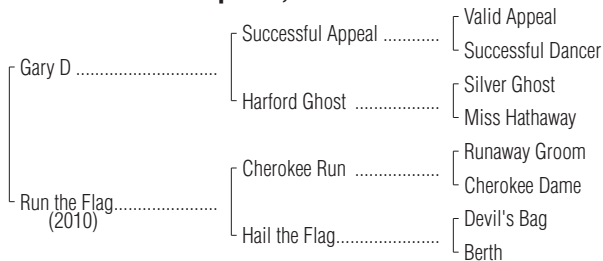 Valid Appeal
Successful Appeal ............
Successful Dancer
Gary D .............................
Silver Ghost
Harford Ghost ..................
Miss Hathaway
Runaway Groom
Cherokee Run ..................
Cherokee Dame
Run the Flag.....................
(2010)
Devil's Bag
Hail the Flag......................
Berth